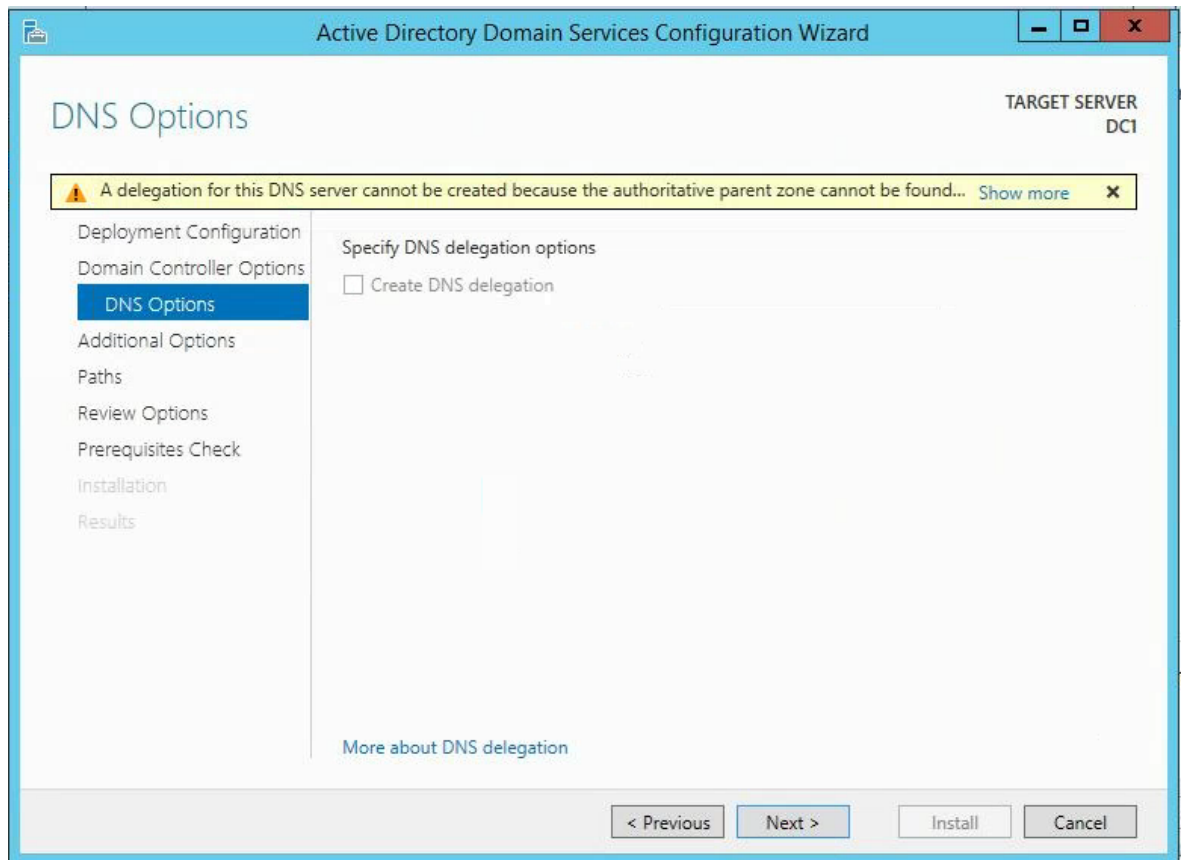 Active Directory Domain Services Configuration Wizard
DNS Options
TARGET SERVER
DC1
A delegation for this DNS server cannot be created because the authoritative parent zone cannot be found... Show more
Deployment Configuration
Domain Controller Options
DNS Options
Additional Options
Paths
Review Options
Prerequisites Check
Installation
Results
Specify DNS delegation options
Create DNS delegation
More about DNS delegation
< Previous
Next >
Install
Cancel